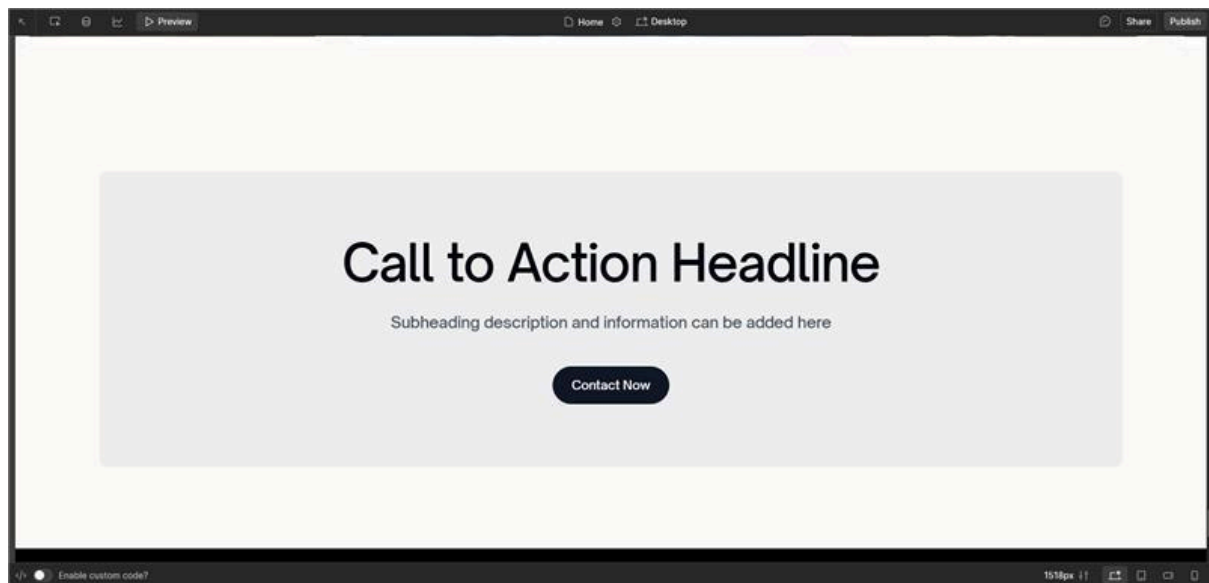 Preview Home Desktop Share Publish
Call to Action Headline
Subheading description and information can be added here
Contact Now
Enable custom code? 1518px